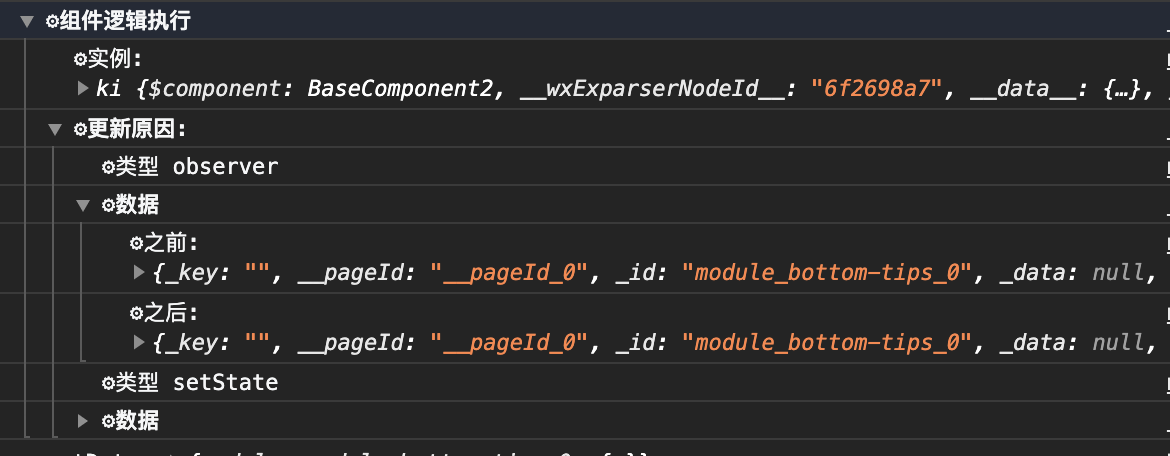 ▼ ⚙组件逻辑执行
⚙实例:
▶ ki {$component: BaseComponent2, __wxExparserNodeId__: "6f2698a7", __data__: {…},
▼ ⚙更新原因:
⚙类型 observer
▼ ⚙数据
⚙之前:
▶ {_key: "", __pageId: "__pageId_0", _id: "module_bottom-tips_0", _data: null,
⚙之后:
▶ {_key: "", __pageId: "__pageId_0", _id: "module_bottom-tips_0", _data: null,
⚙类型 setState
▶ ⚙数据